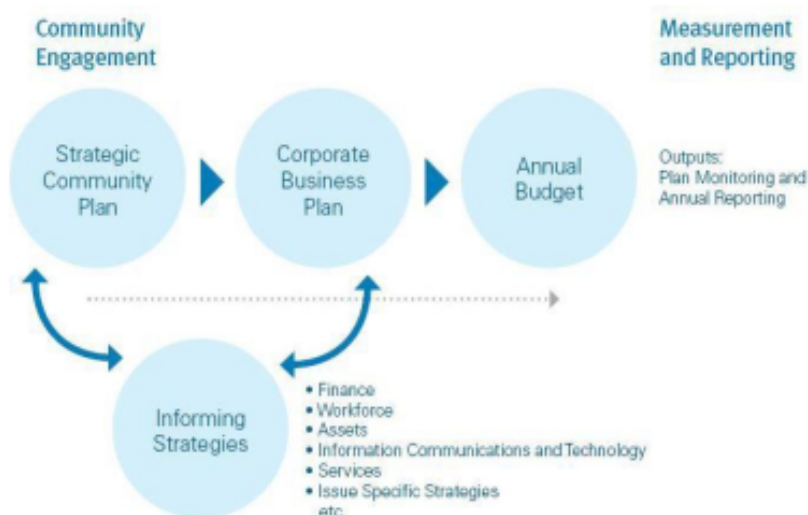 Community
Engagement
Measurement
and Reporting
Strategic
Community
Plan
Corporate
Business
Plan
Annual
Budget
Outputs:
Plan Monitoring and
Annual Reporting
Informing
Strategies
• Finance
• Workforce
• Assets
• Information Communications and Technology
• Services
• Issue Specific Strategies
etc